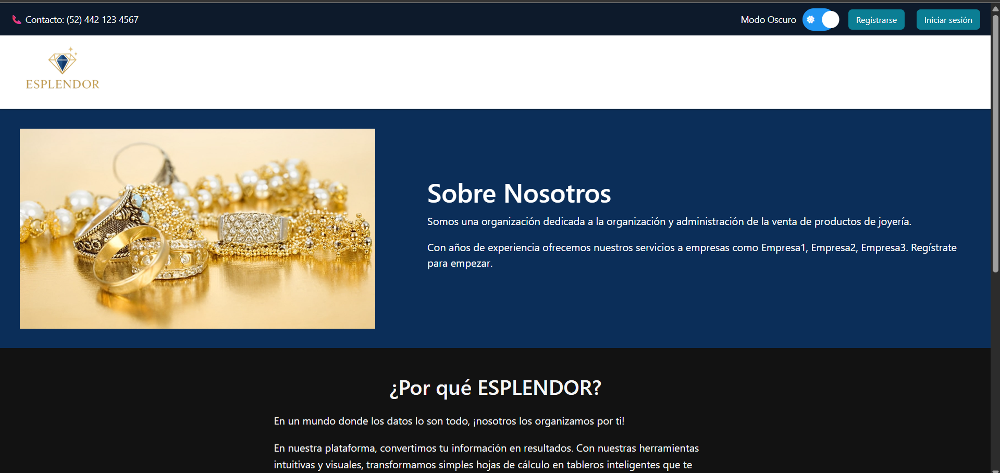 Contacto: (52) 442 123 4567
Modo Oscuro
Registrarse
Iniciar sesión
ESPLENDOR
Sobre Nosotros
Somos una organización dedicada a la organización y administración de la venta de productos de joyería.
Con años de experiencia ofrecemos nuestros servicios a empresas como Empresa1, Empresa2, Empresa3. Regístrate
para empezar.
¿Por qué ESPLENDOR?
En un mundo donde los datos lo son todo, ¡nosotros los organizamos por ti!
En nuestra plataforma, convertimos tu información en resultados. Con nuestras herramientas
intuitivas y visuales, transformamos simples hojas de cálculo en tableros inteligentes que te